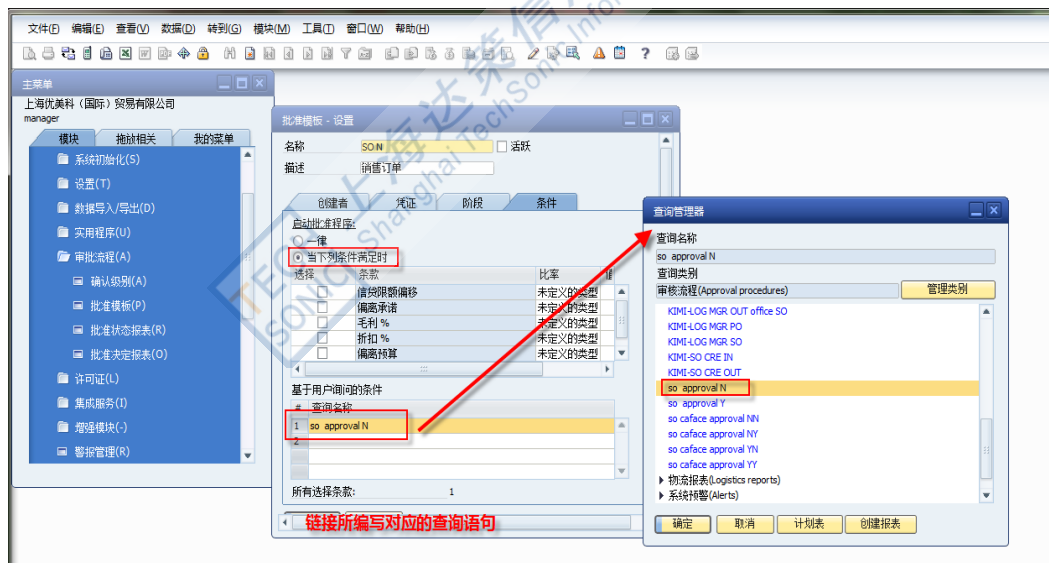 文件(F) 编辑(E) 查看(V) 数据(D) 转到(G) 模块(M) 工具(T) 窗口(W) 帮助(H)
主菜单
上海优美科（国际）贸易有限公司
manager
模块 拖放相关 我的菜单
系统初始化(S)
设置(T)
数据导入/导出(D)
实用程序(U)
审批流程(A)
确认级别(A)
批准模板(P)
批准状态报表(R)
批准决定报表(O)
许可证(L)
集成服务(I)
增强模块(-)
警报管理(R)
批准模板 - 设置
名称 SO N 活跃
描述 销售订单
创建者 凭证 阶段 条件
启动批准程序:
一律
当下列条件满足时
选择 条款 比率
信贷限额偏移 未定义的类型
偏离承诺 未定义的类型
毛利 % 未定义的类型
折扣 % 未定义的类型
偏离预算 未定义的类型
基于用户询问的条件
# 查询名称
1 so approval N
2
所有选择条款: 1
链接所编写对应的查询语句
查询管理器
查询名称
so approval N
查询类别
审核流程(Approval procedures) 管理类别
KIMI-LOG MGR OUT office SO
KIMI-LOG MGR PO
KIMI-LOG MGR SO
KIMI-SO CRE IN
KIMI-SO CRE OUT
so approval N
so approval Y
so caface approval NN
so caface approval NY
so caface approval YN
so caface approval YY
物流报表(Logistics reports)
系统预警(Alerts)
确定 取消 计划表 创建报表
TECH SONIC
上海达策信
Shanghai TechSonic Infor